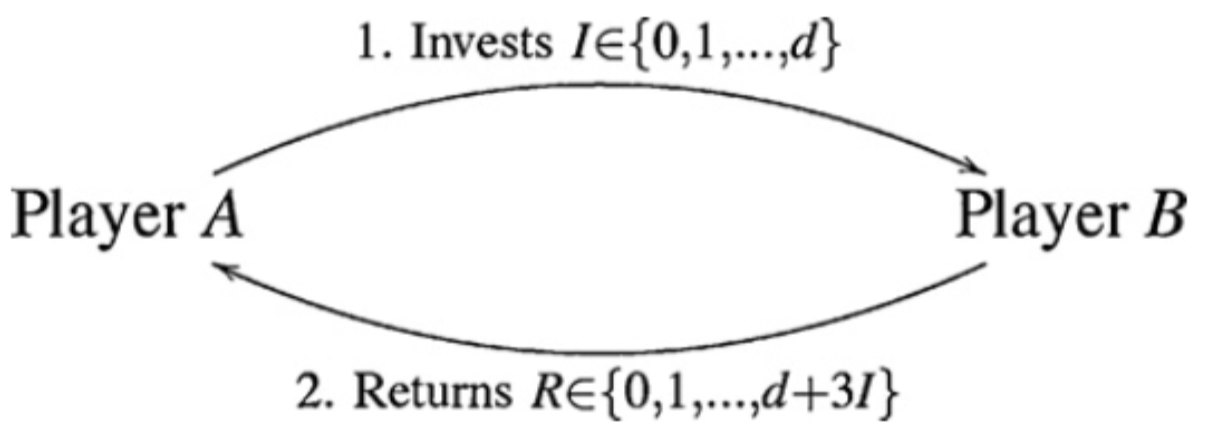 1. Invests I∈{0,1,...,d}
Player A
Player B
2. Returns R∈{0,1,...,d+3I}